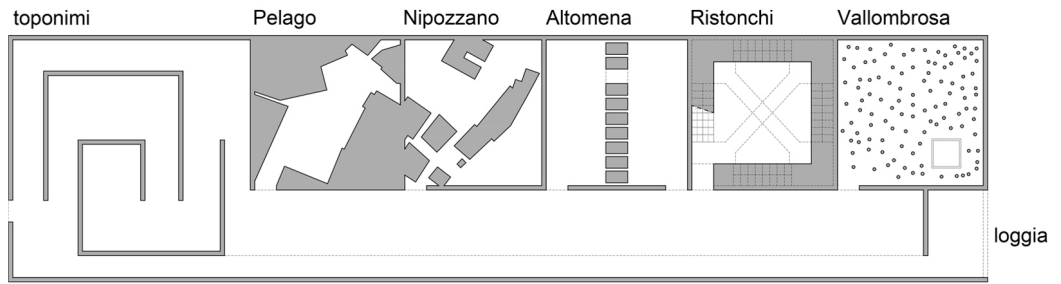 toponimi
Pelago
Nipozzano
Altomena
Ristonchi
Vallombrosa
loggia